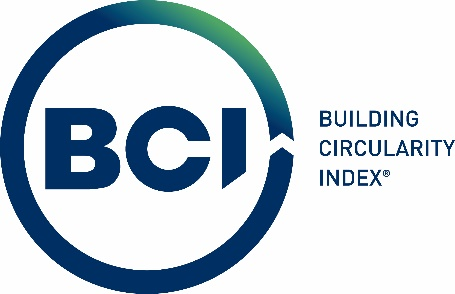 BCI
BUILDING
CIRCULARITY
INDEX®